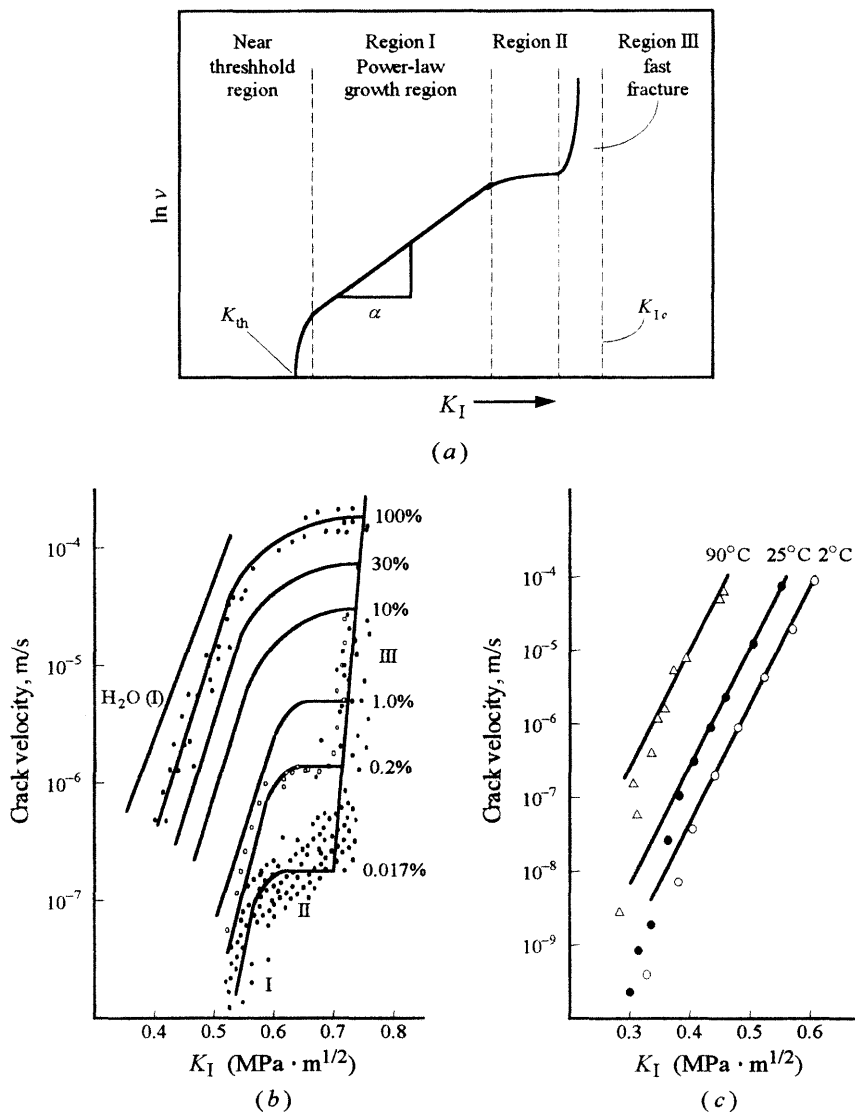 Near
threshhold
region
Region I
Power-law
growth region
Region II
Region III
fast
fracture
ln v
K_th
α
K_Ic
K_I
(a)
Crack velocity, m/s
10⁻⁴
10⁻⁵
10⁻⁶
10⁻⁷
H₂O (I)
100%
30%
10%
III
1.0%
0.2%
0.017%
II
I
0.4 0.5 0.6 0.7 0.8
K_I (MPa · m^1/2)
(b)
Crack velocity, m/s
90°C 25°C 2°C
10⁻⁴
10⁻⁵
10⁻⁶
10⁻⁷
10⁻⁸
10⁻⁹
0.3 0.4 0.5 0.6
K_I (MPa · m^1/2)
(c)